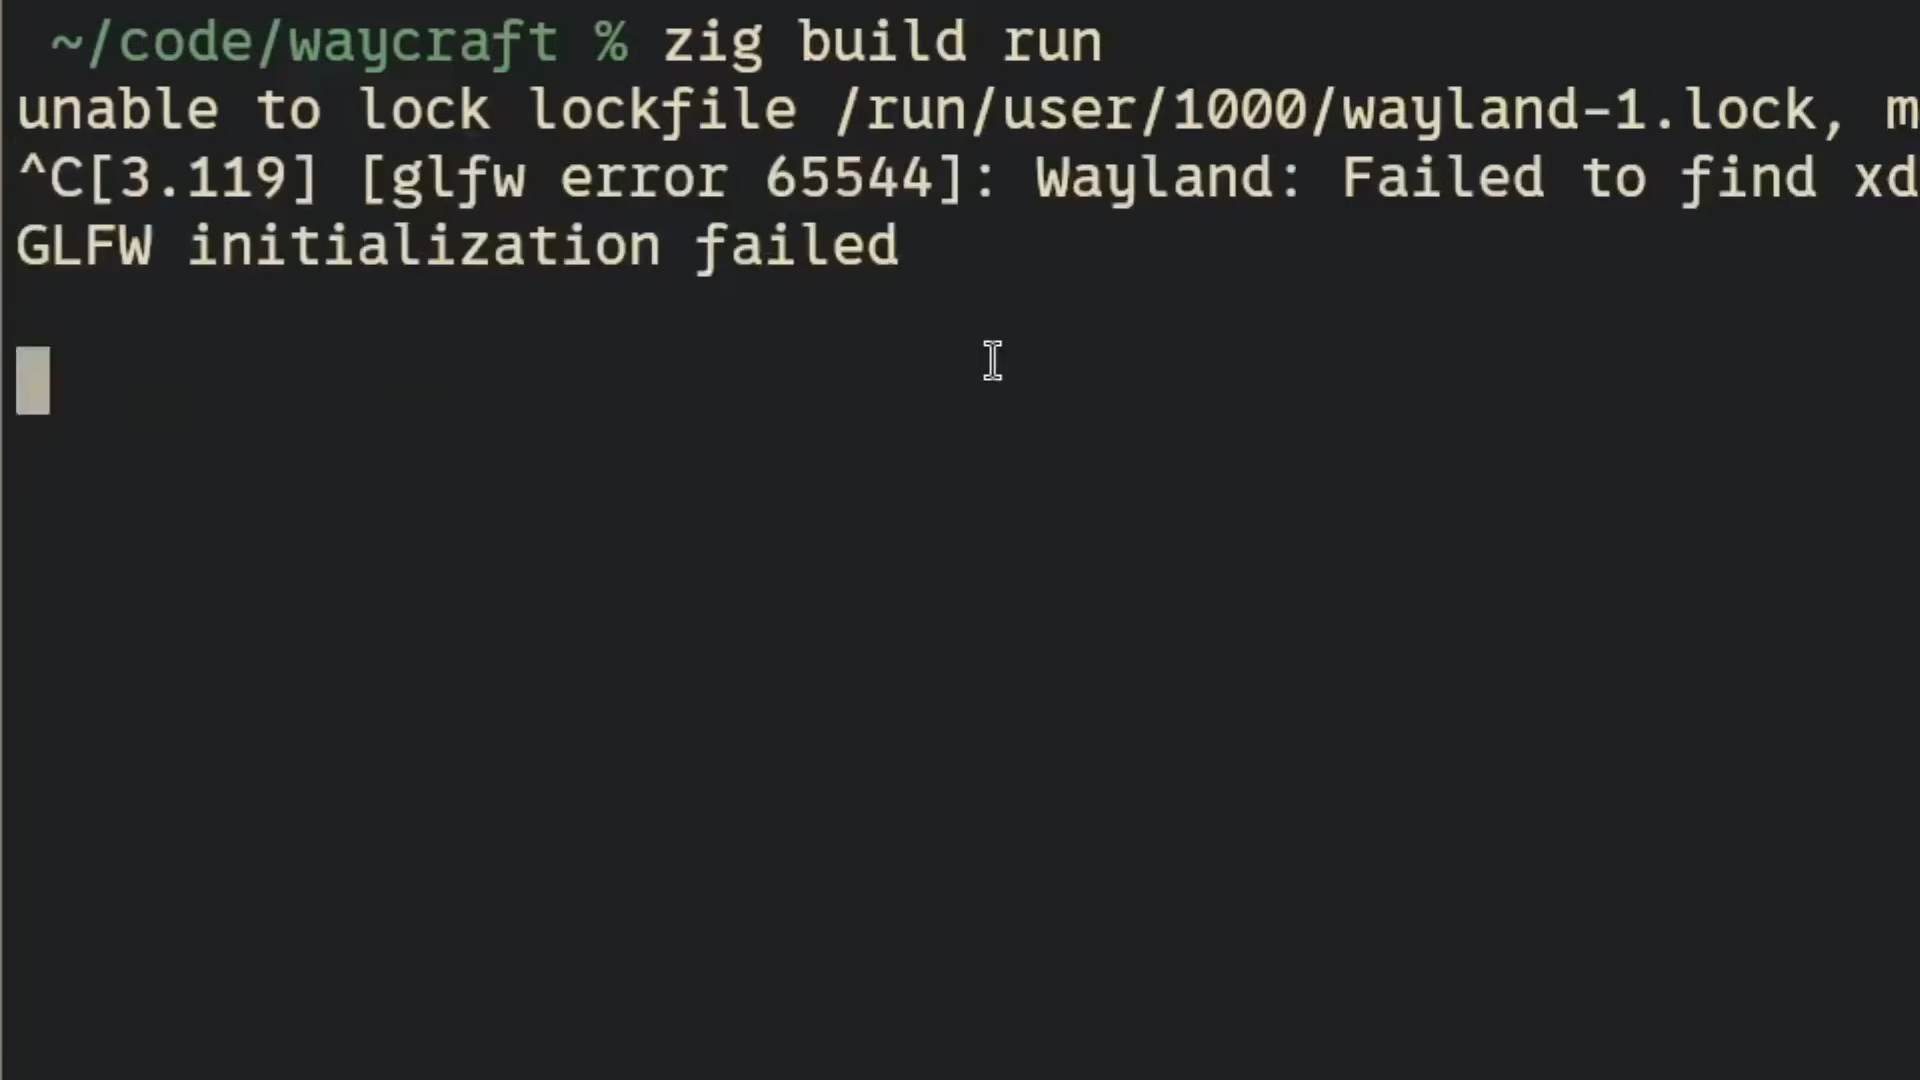 ~/code/waycraft % zig build run
unable to lock lockfile /run/user/1000/wayland-1.lock,
^C[3.119] [glfw error 65544]: Wayland: Failed to find
GLFW initialization failed